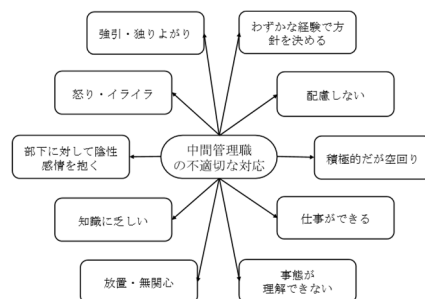 強引・独りよがり
わずかな経験で方
針を決める
怒り・イライラ
配慮しない
部下に対して陰性
感情を抱く
中間管理職
の不適切な対応
積極的だが空回り
知識に乏しい
仕事ができる
放置・無関心
事態が
理解できない